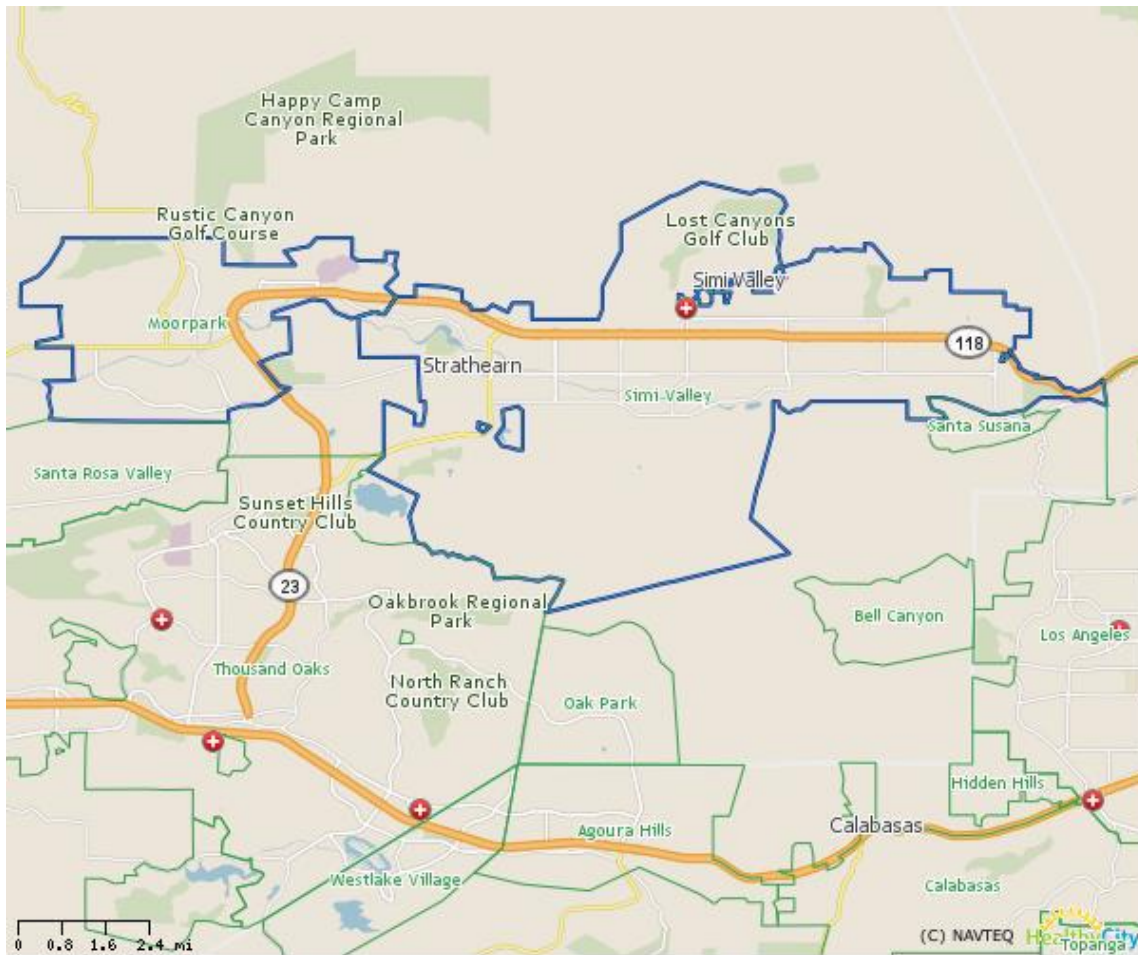 Happy Camp
Canyon Regional
Park
Rustic Canyon
Golf Course
Lost Canyons
Golf Club
Simi Valley
Moorpark
118
Strathearn
Simi Valley
Santa Susana
Santa Rosa Valley
Sunset Hills
Country Club
23
Oakbrook Regional
Park
Bell Canyon
Los Angeles
Thousand Oaks
North Ranch
Country Club
Oak Park
Hidden Hills
Agoura Hills
Calabasas
Westlake Village
Calabasas
0 0.8 1.6 2.4 mi
(C) NAVTEQ HealthyCity
Topanga